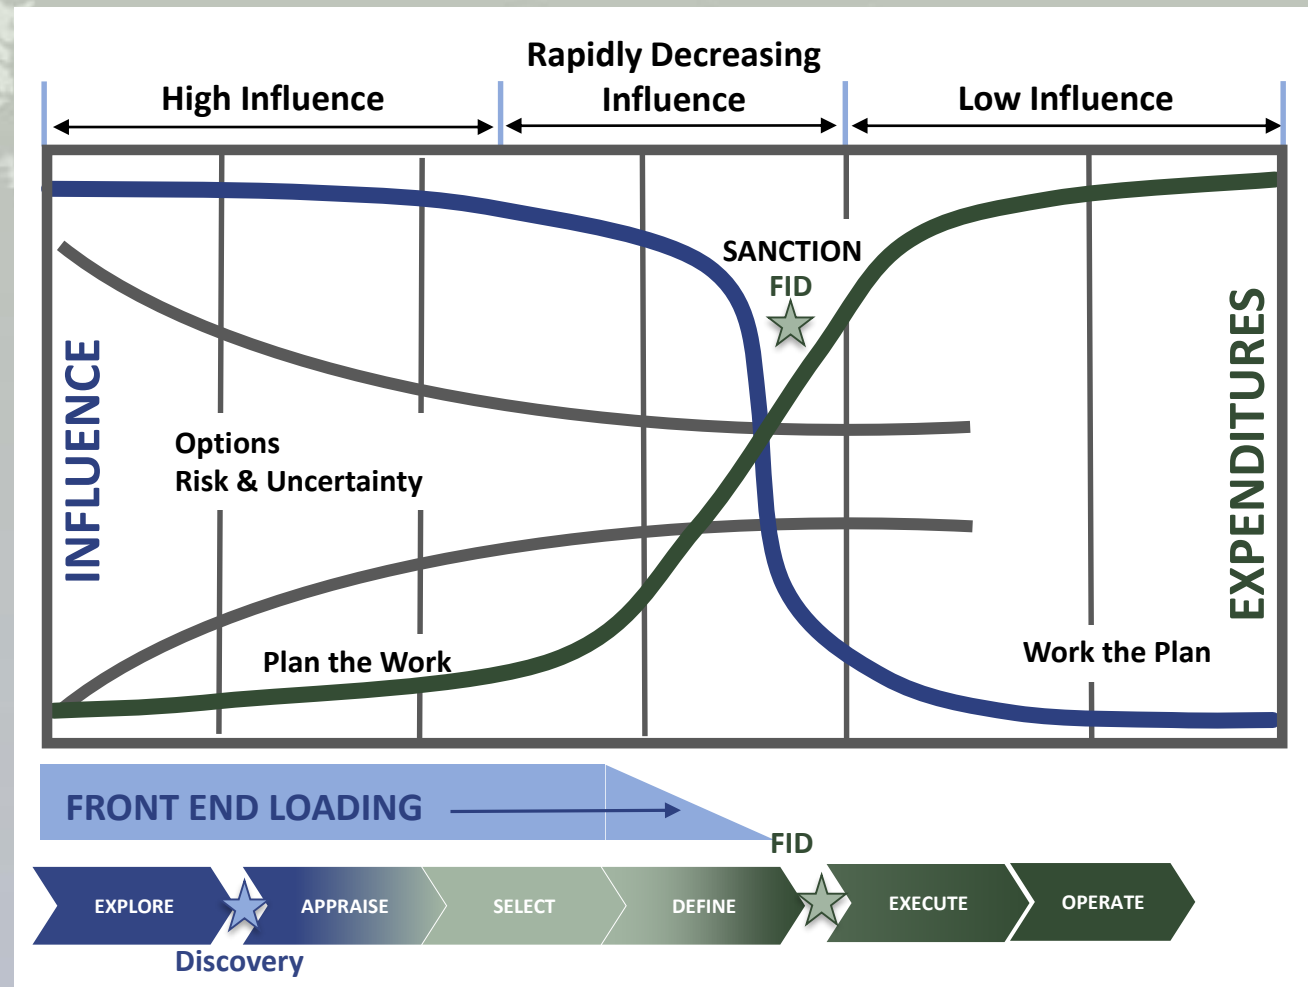 Rapidly Decreasing
High Influence
Influence
Low Influence
SANCTION
FID
INFLUENCE
EXPENDITURES
Options
Risk & Uncertainty
Plan the Work
Work the Plan
FRONT END LOADING
FID
EXPLORE
APPRAISE
SELECT
DEFINE
EXECUTE
OPERATE
Discovery